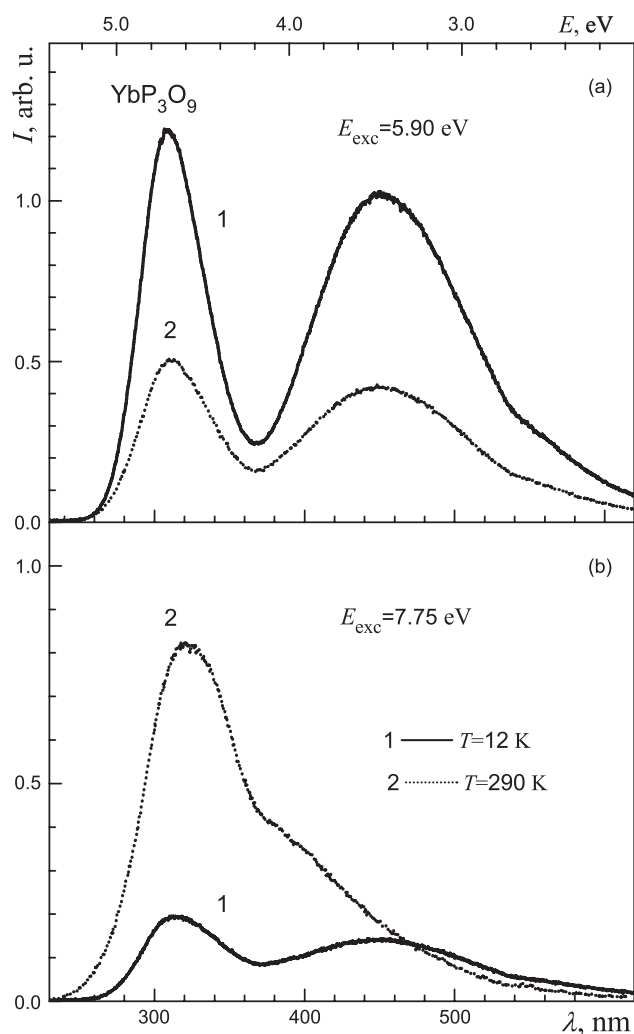 5.0 4.0 3.0 E, eV
I, arb. u.
YbP3O9
(a)
Eexc=5.90 eV
1.0
1
2
0.5
0.0
1.0
(b)
2
Eexc=7.75 eV
1 T=12 K
2 T=290 K
0.5
1
0.0
300 400 500 λ, nm